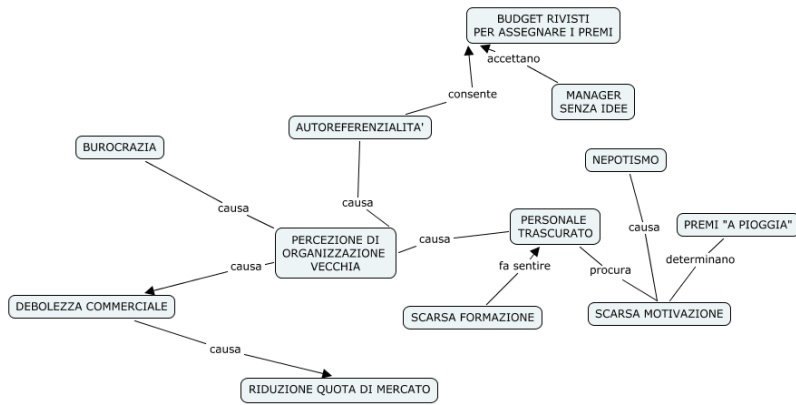 BUDGET RIVISTI
PER ASSEGNARE I PREMI
accettano
consente
MANAGER
SENZA IDEE
AUTOREFERENZIALITA'
BUROCRAZIA
NEPOTISMO
causa
causa
PERSONALE
TRASCURATO
PREMI "A PIOGGIA"
causa
causa
PERCEZIONE DI
ORGANIZZAZIONE
VECCHIA
determinano
causa
fa sentire
procura
DEBOLEZZA COMMERCIALE
SCARSA FORMAZIONE
SCARSA MOTIVAZIONE
causa
RIDUZIONE QUOTA DI MERCATO